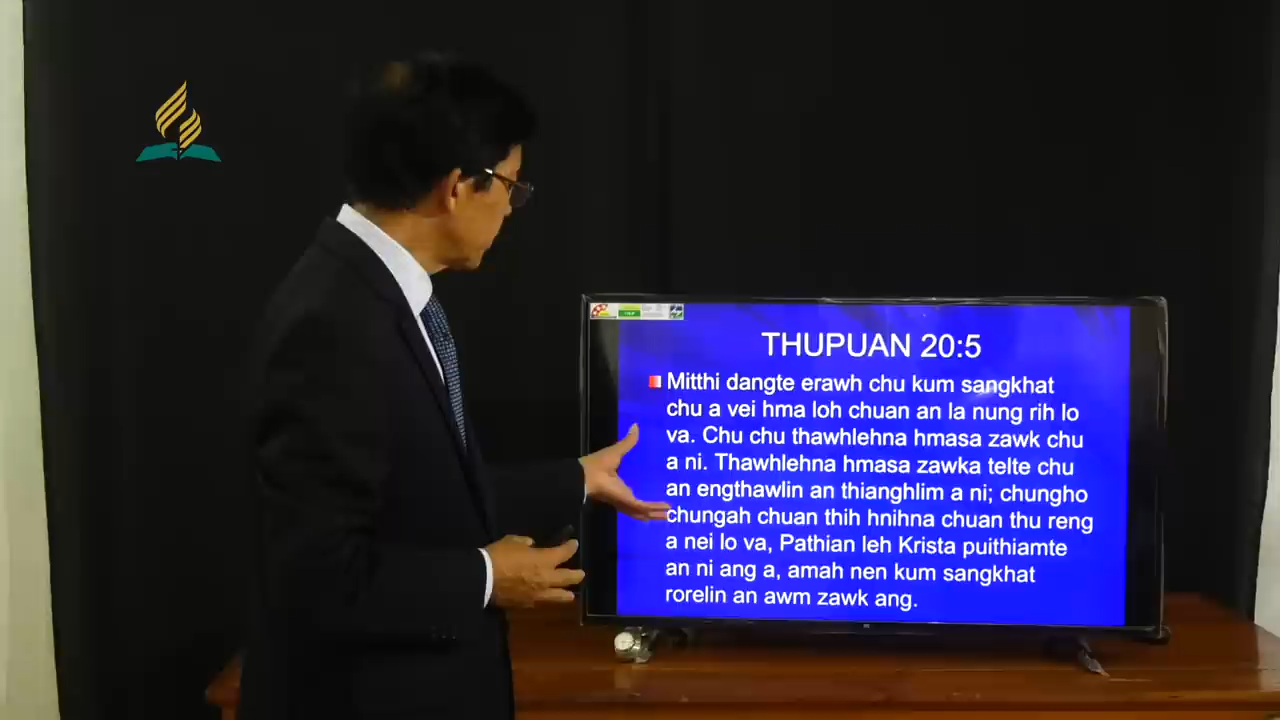 THUPUAN 20:5
Mitthi dangte erawh chu kum sangkhat
chu a vei hma loh chuan an la nung rih lo
va. Chu chu thawhlehna hmasa zawk chu
a ni. Thawhlehna hmasa zawka telte chu
an engthawlin an thianghlim a ni; chungho
chungah chuan thih hnihna chuan thu reng
a nei lo va, Pathian leh Krista puithiamte
an ni ang a, amah nen kum sangkhat
rorelin an awm zawk ang.